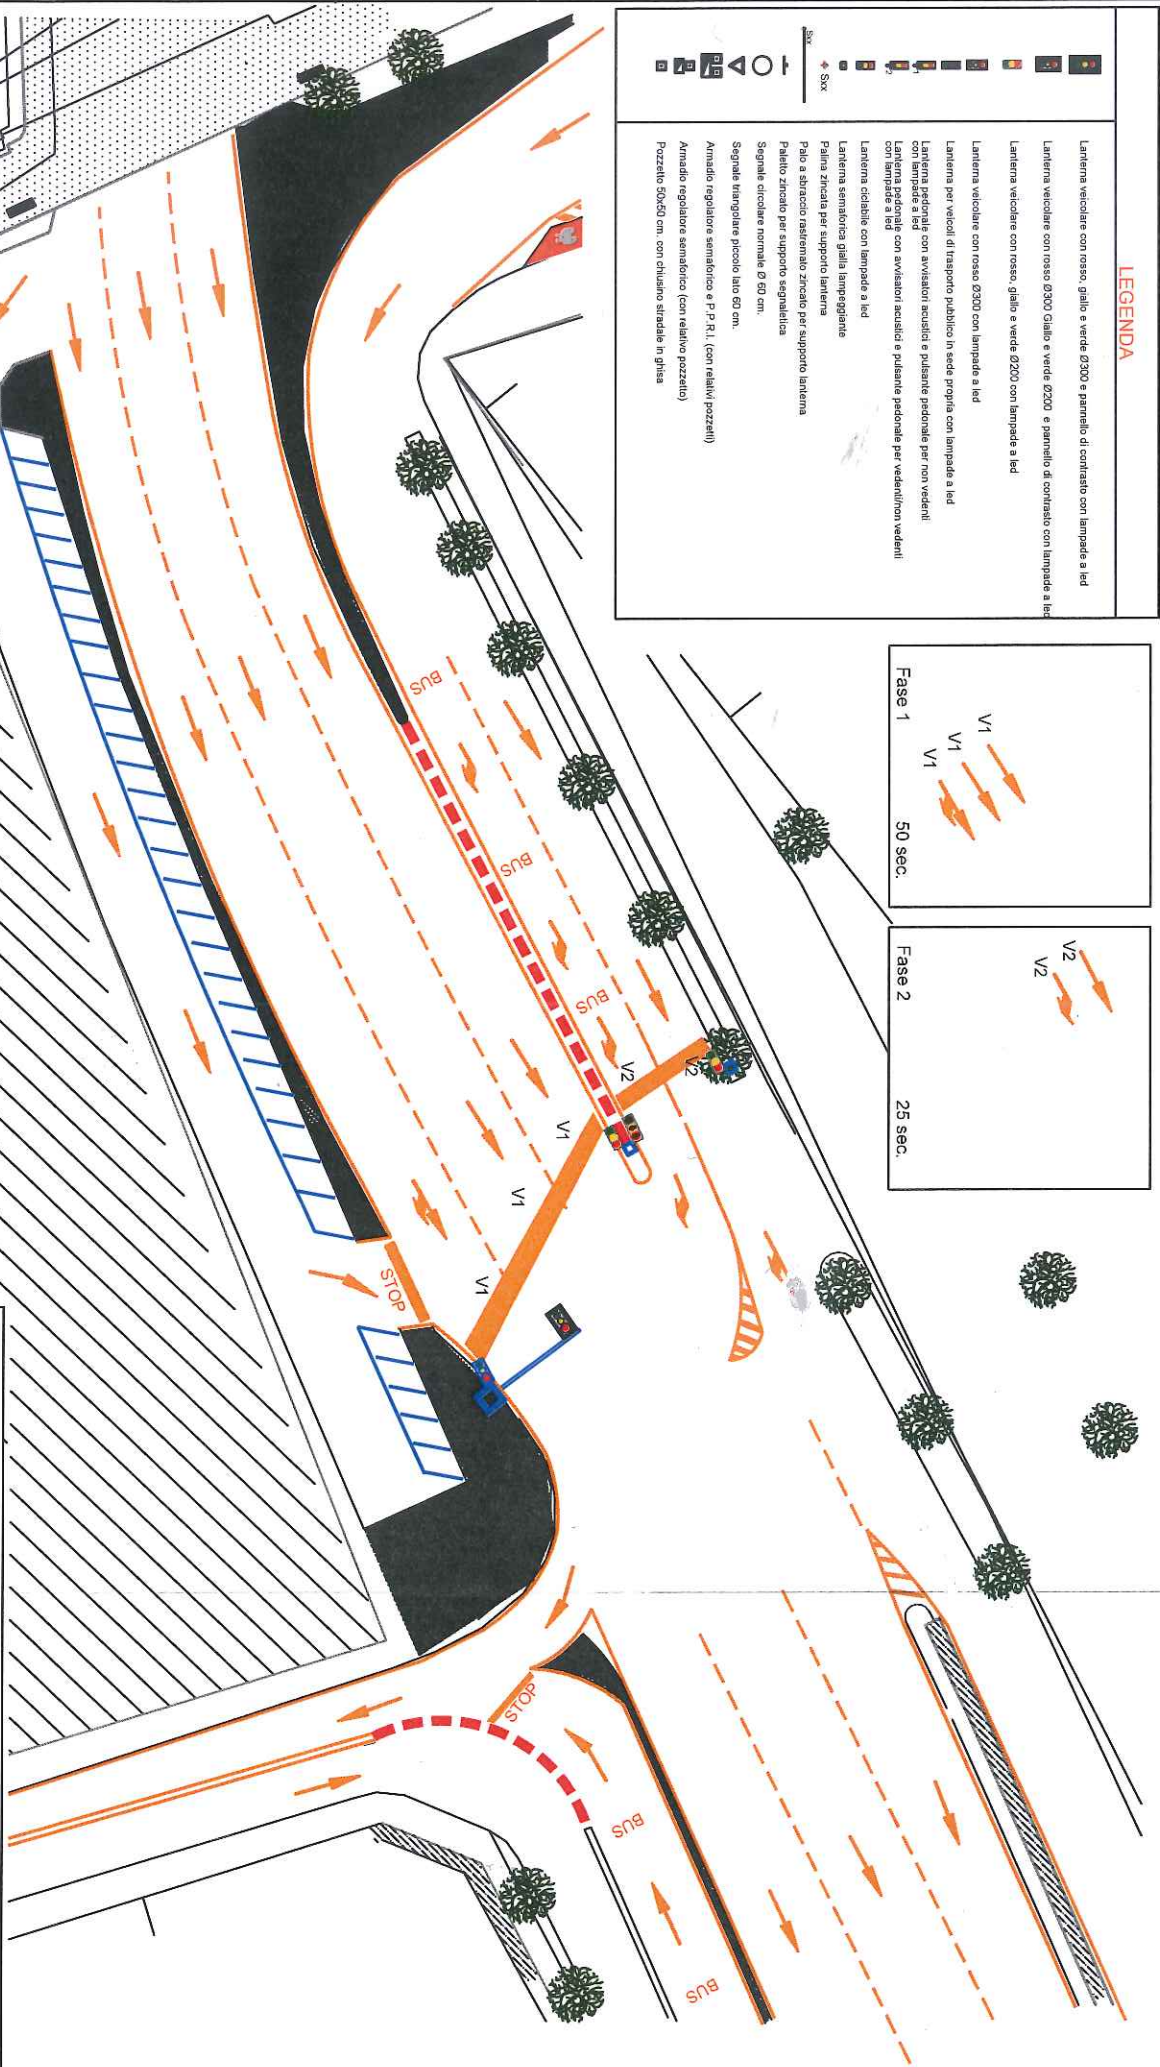 LEGENDA
Lanterna veicolare con rosso, giallo e verde Ø300 e pannello di contrasto con lampade a led
Lanterna veicolare con rosso Ø300 Giallo e verde Ø200 e pannello di contrasto con lampade a led
Lanterna veicolare con rosso, giallo e verde Ø200 con lampade a led
Lanterna veicolare con rosso Ø300 con lampade a led
Lanterna per veicoli di trasporto pubblico in sede propria con lampade a led
Lanterna pedonale con avvisatori acustici e pulsante pedonale per non vedenti
con lampade a led
Lanterna pedonale con avvisatori acustici e pulsante pedonale per vedenti/non vedenti
con lampade a led
Lanterna ciclabile con lampade a led
Lanterna semaforica gialla lampeggiante
Sxx
Palina zincata per supporto lanterna
Sxx
Palo a sbraccio rastremato zincato per supporto lanterna
Paletto zincato per supporto segnaletica
Segnale circolare normale Ø 60 cm.
Segnale triangolare piccolo lato 60 cm.
Armadio regolatore semaforico e P.P.R.I. (con relativi pozzetti)
Armadio regolatore semaforico (con relativo pozzetto)
Pozzetto 50x50 cm. con chiusino stradale in ghisa
V1
V1
V1
Fase 1
50 sec.
V2
V2
Fase 2
25 sec.
BUS
BUS
BUS
V2
V2
V1
V1
V1
STOP
STOP
BUS
BUS